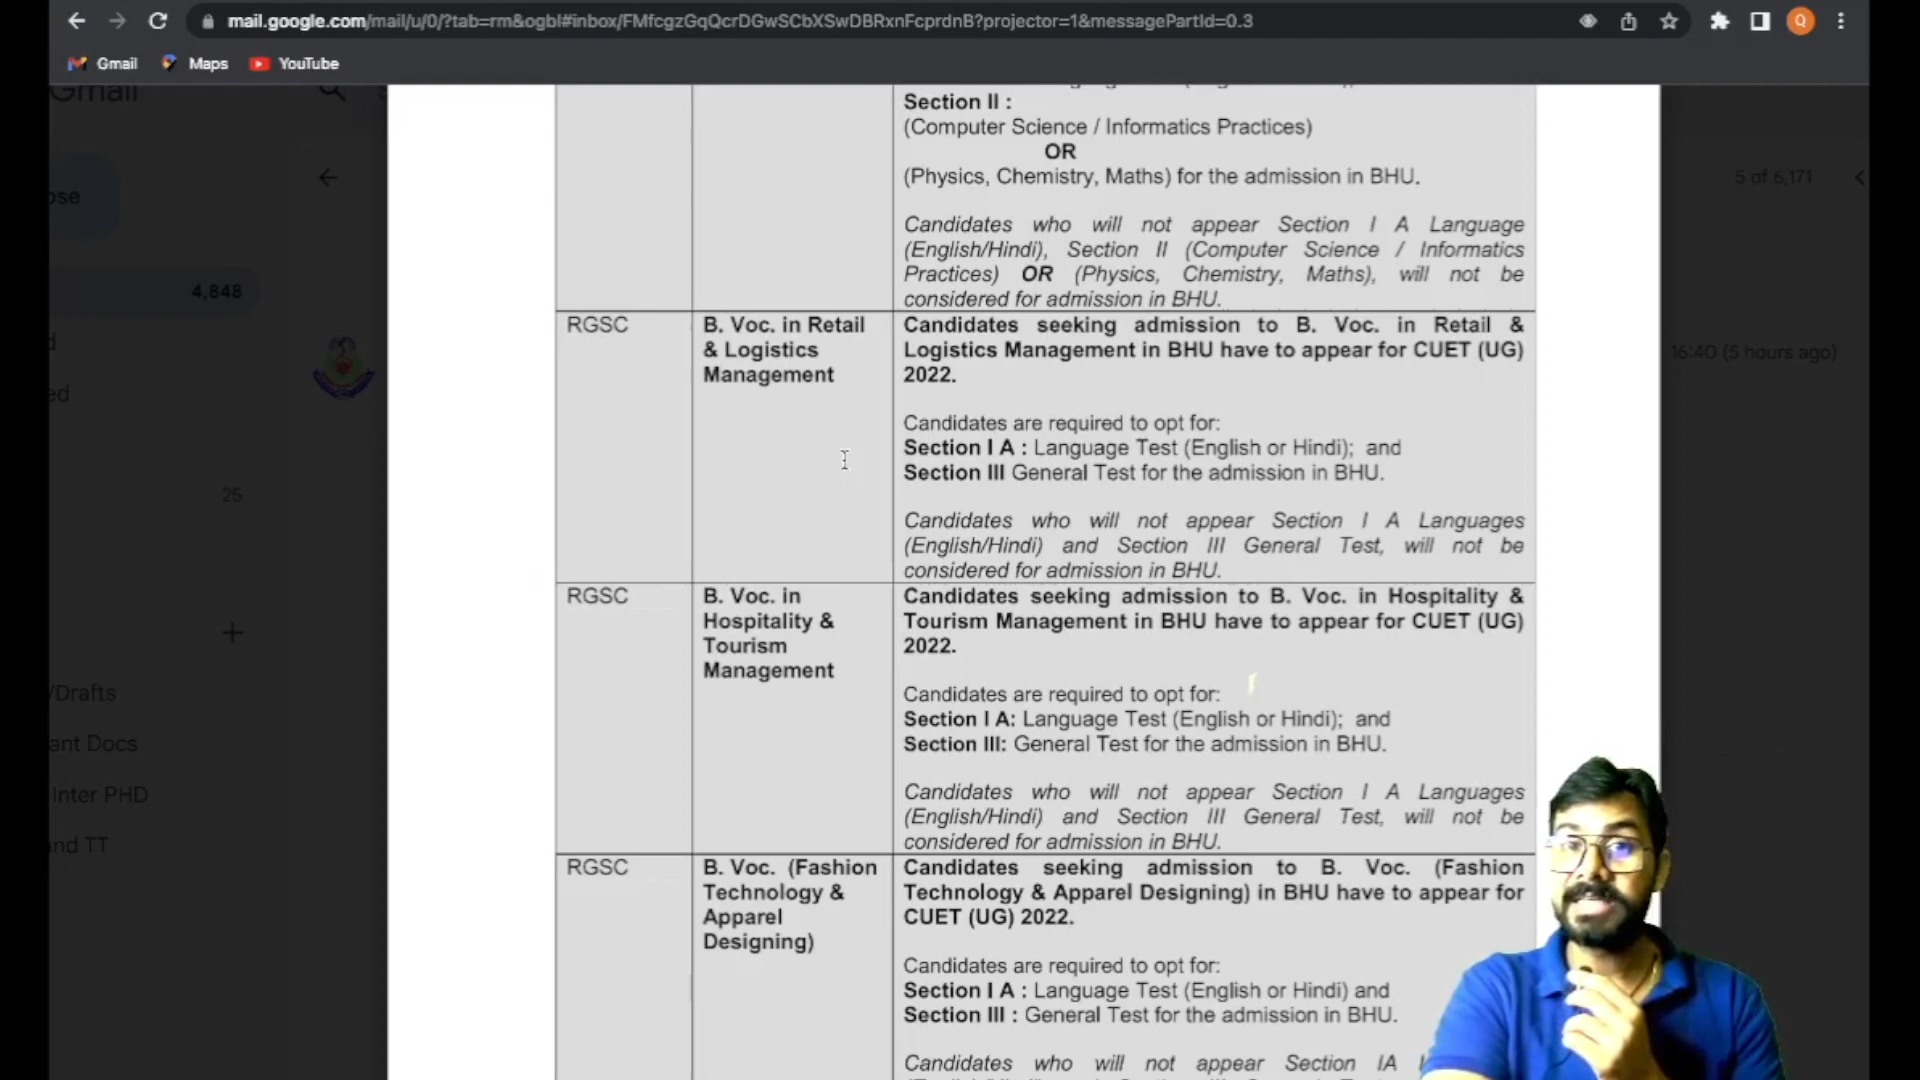 mail.google.com/mail/u/0/?tab=rm&ogbl#inbox/FMfcgzGqQcrDGwSCbXSwDBRxnFcprdnB?projector=1&messagePartId=0.3
Q
Gmail
Maps
YouTube
Gmail
5 of 6,171
ose
4,848
ed
25
/Drafts
ant Docs
Inter PHD
nd TT
16:40 (5 hours ago)
Section II :
(Computer Science / Informatics Practices)
OR
(Physics, Chemistry, Maths) for the admission in BHU.
Candidates who will not appear Section I A Language
(English/Hindi), Section II (Computer Science / Informatics
Practices) OR (Physics, Chemistry, Maths), will not be
considered for admission in BHU.
RGSC
B. Voc. in Retail
& Logistics
Management
Candidates seeking admission to B. Voc. in Retail &
Logistics Management in BHU have to appear for CUET (UG)
2022.
Candidates are required to opt for:
Section I A : Language Test (English or Hindi); and
Section III General Test for the admission in BHU.
Candidates who will not appear Section I A Languages
(English/Hindi) and Section III General Test, will not be
considered for admission in BHU.
RGSC
B. Voc. in
Hospitality &
Tourism
Management
Candidates seeking admission to B. Voc. in Hospitality &
Tourism Management in BHU have to appear for CUET (UG)
2022.
Candidates are required to opt for:
Section I A: Language Test (English or Hindi); and
Section III: General Test for the admission in BHU.
Candidates who will not appear Section I A Languages
(English/Hindi) and Section III General Test, will not be
considered for admission in BHU.
RGSC
B. Voc. (Fashion
Technology &
Apparel
Designing)
Candidates seeking admission to B. Voc. (Fashion
Technology & Apparel Designing) in BHU have to appear for
CUET (UG) 2022.
Candidates are required to opt for:
Section I A : Language Test (English or Hindi) and
Section III : General Test for the admission in BHU.
Candidates who will not appear Section IA